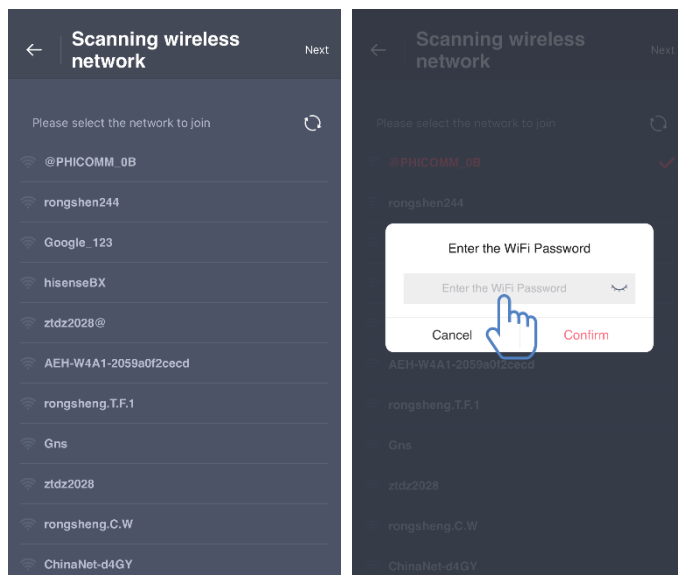 Scanning wireless
network
Next
Please select the network to join
@PHICOMM_0B
rongshen244
Google_123
hisenseBX
ztdz2028@
AEH-W4A1-2059a0f2cecd
rongsheng.T.F.1
Gns
ztdz2028
rongsheng.C.W
ChinaNet-d4GY
Scanning wireless
network
Next
Please select the network to join
@PHICOMM_0B
rongshen244
Enter the WiFi Password
Enter the WiFi Password
Cancel
Confirm
AEH-W4A1-2059a0f2cecd
rongsheng.T.F.1
Gns
ztdz2028
rongsheng.C.W
ChinaNet-d4GY